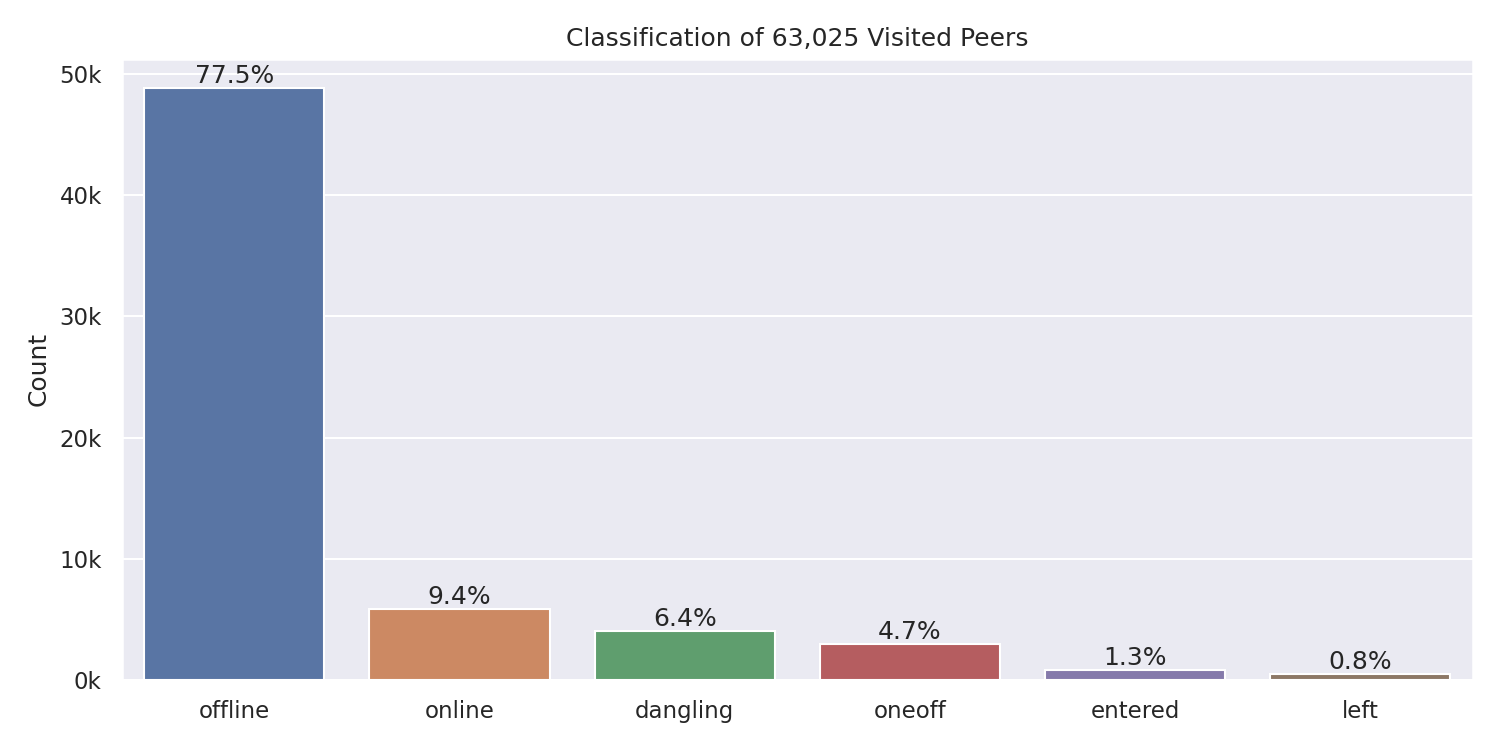 Classification of 63,025 Visited Peers
50k
40k
30k
20k
10k
0k
Count
77.5%
9.4%
6.4%
4.7%
1.3%
0.8%
offline
online
dangling
oneoff
entered
left